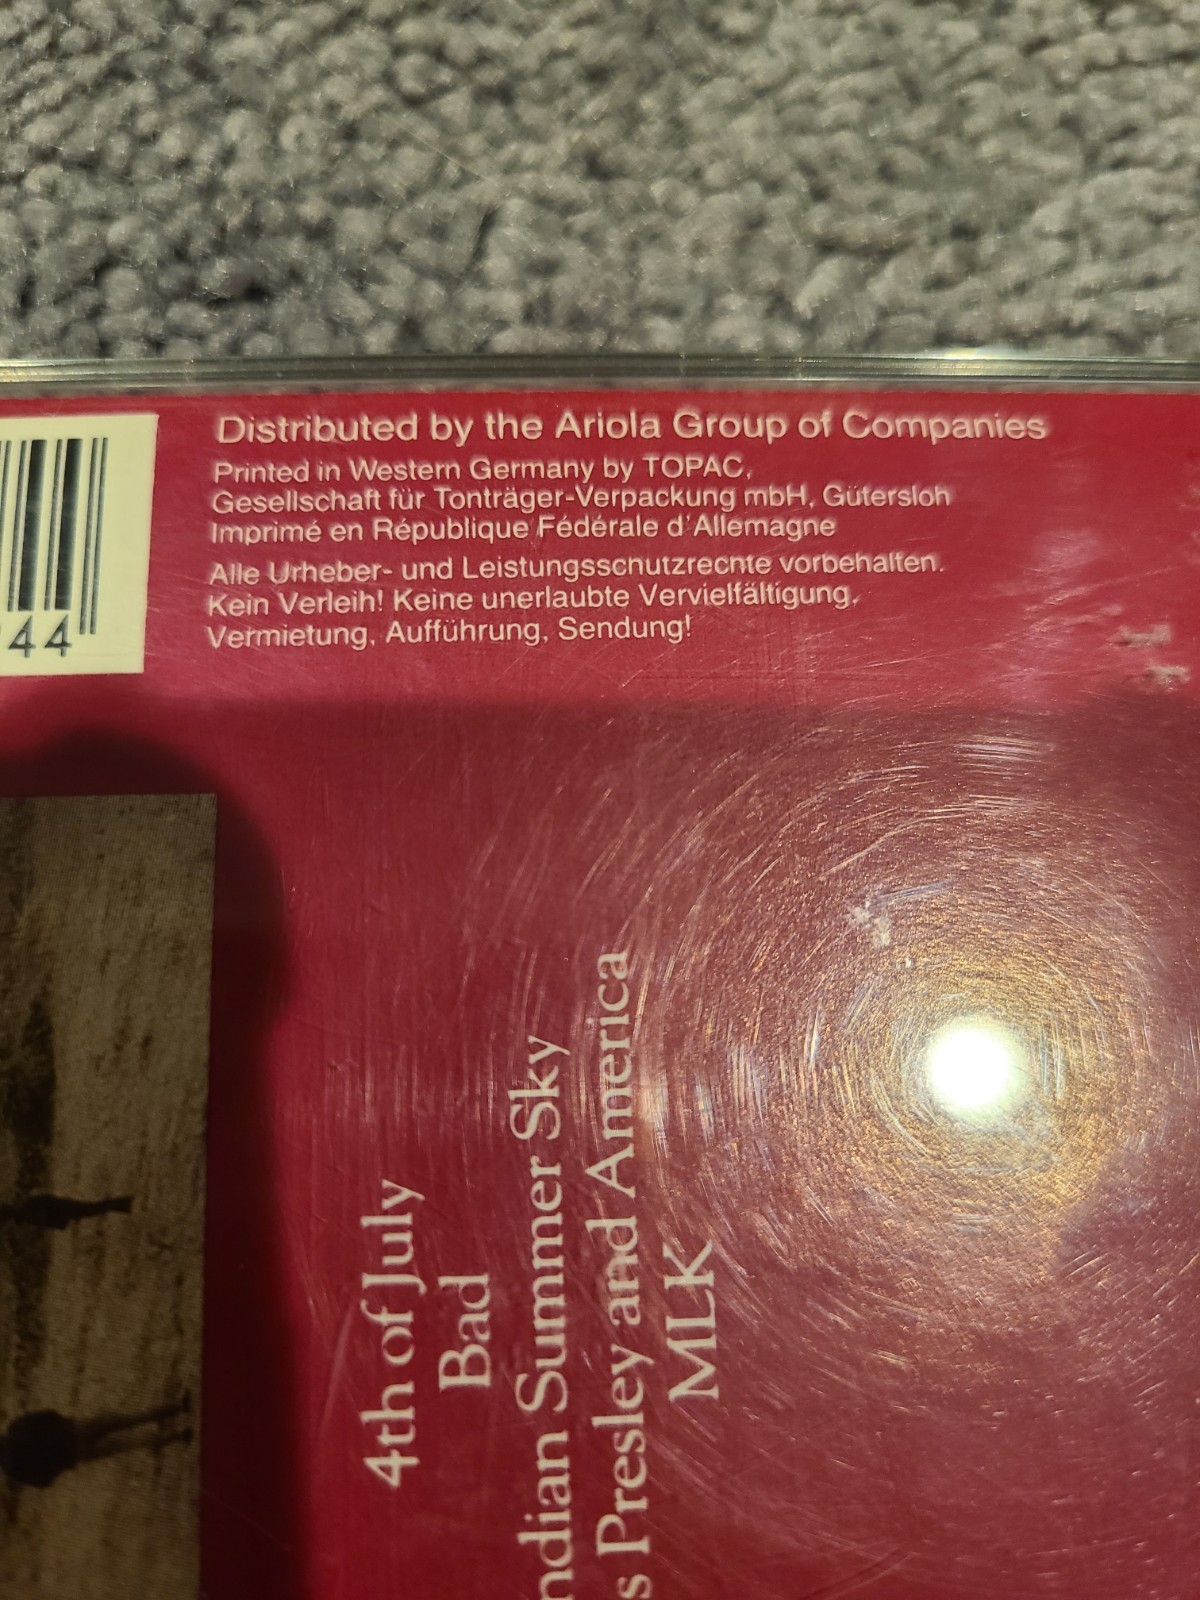 Distributed by the Ariola Group of Companies
Printed in Western Germany by TOPAC,
Gesellschaft für Tonträger-Verpackung mbH, Gütersloh
Imprimé en République Fédérale d'Allemagne
Alle Urheber- und Leistungsschutzrechte vorbehalten.
Kein Verleih! Keine unerlaubte Vervielfältigung,
Vermietung, Aufführung, Sendung!
44
4th of July
Bad
ndian Summer Sky
s Presley and America
MLK